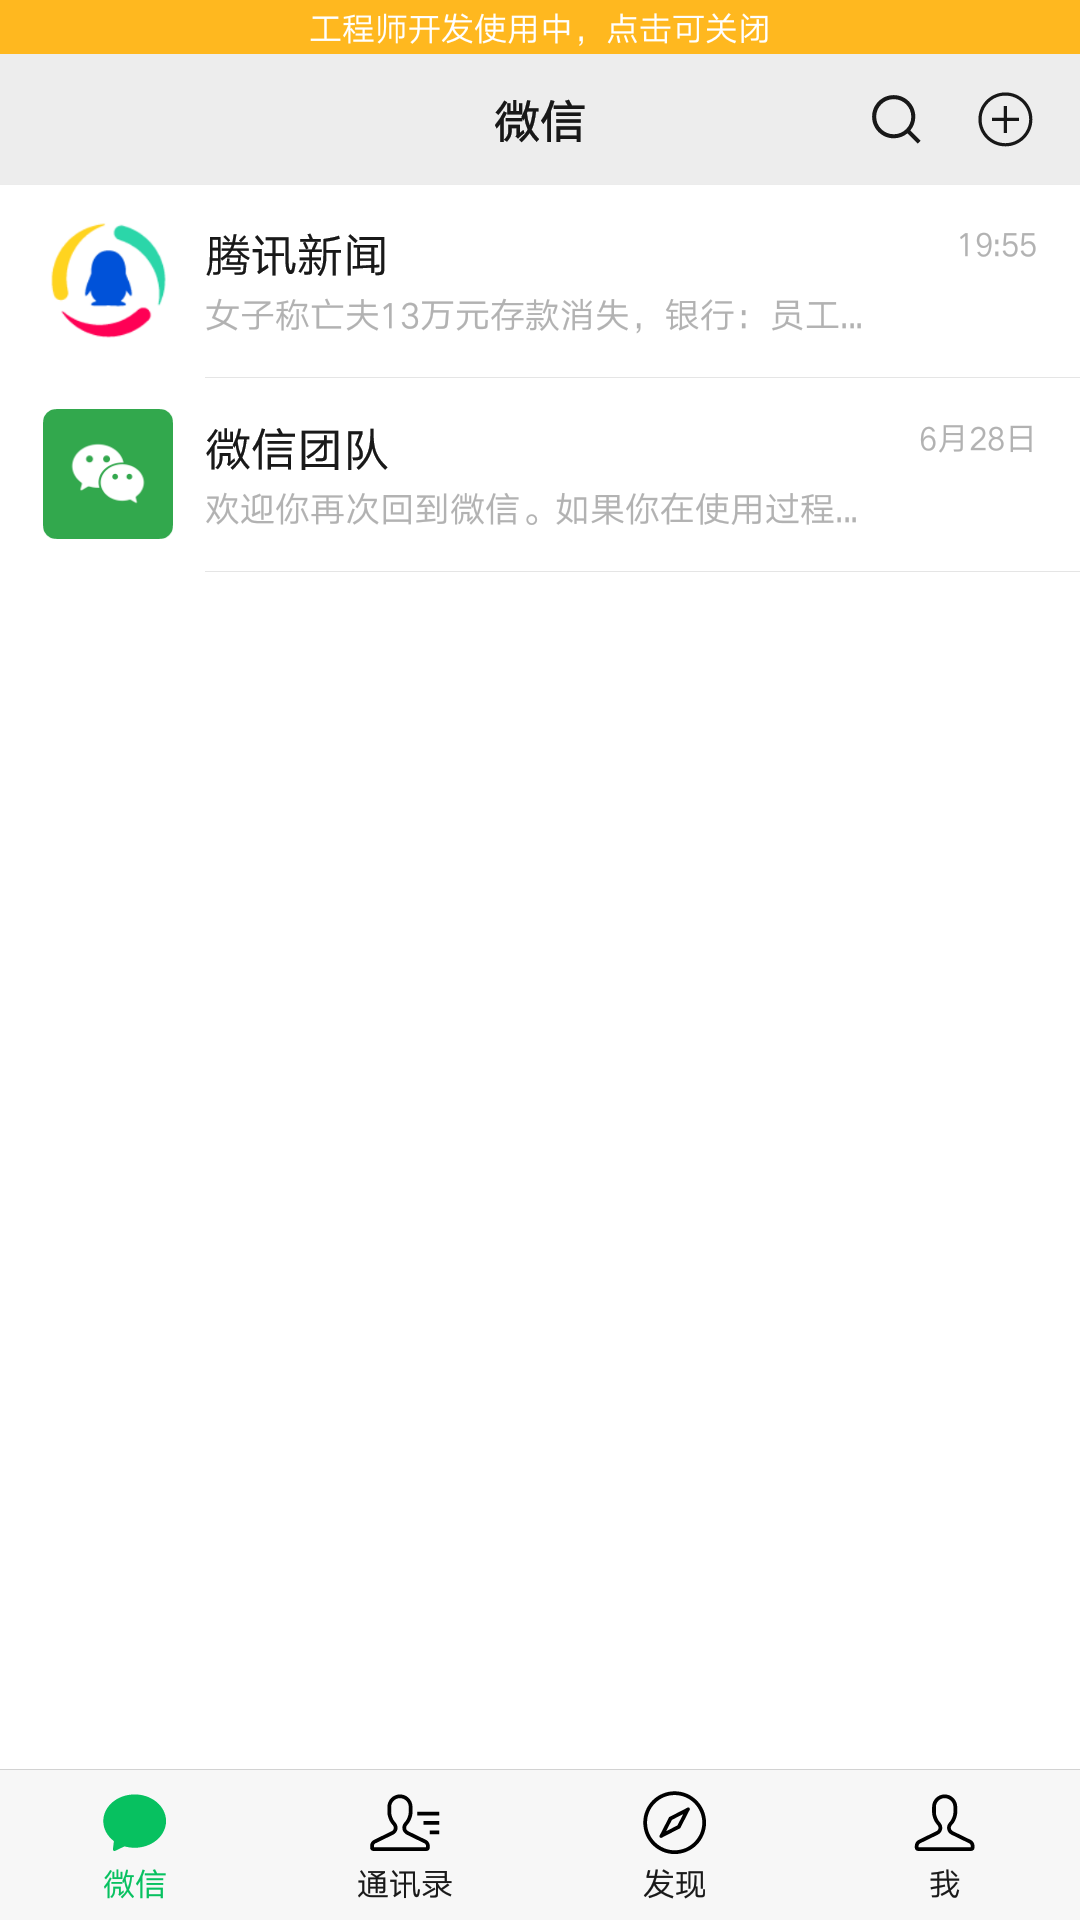 工程师开发使用中，点击可关闭
微信
腾讯新闻
19:55
女子称亡夫13万元存款消失，银行：员工...
微信团队
6月28日
欢迎你再次回到微信。如果你在使用过程...
微信
通讯录
发现
我